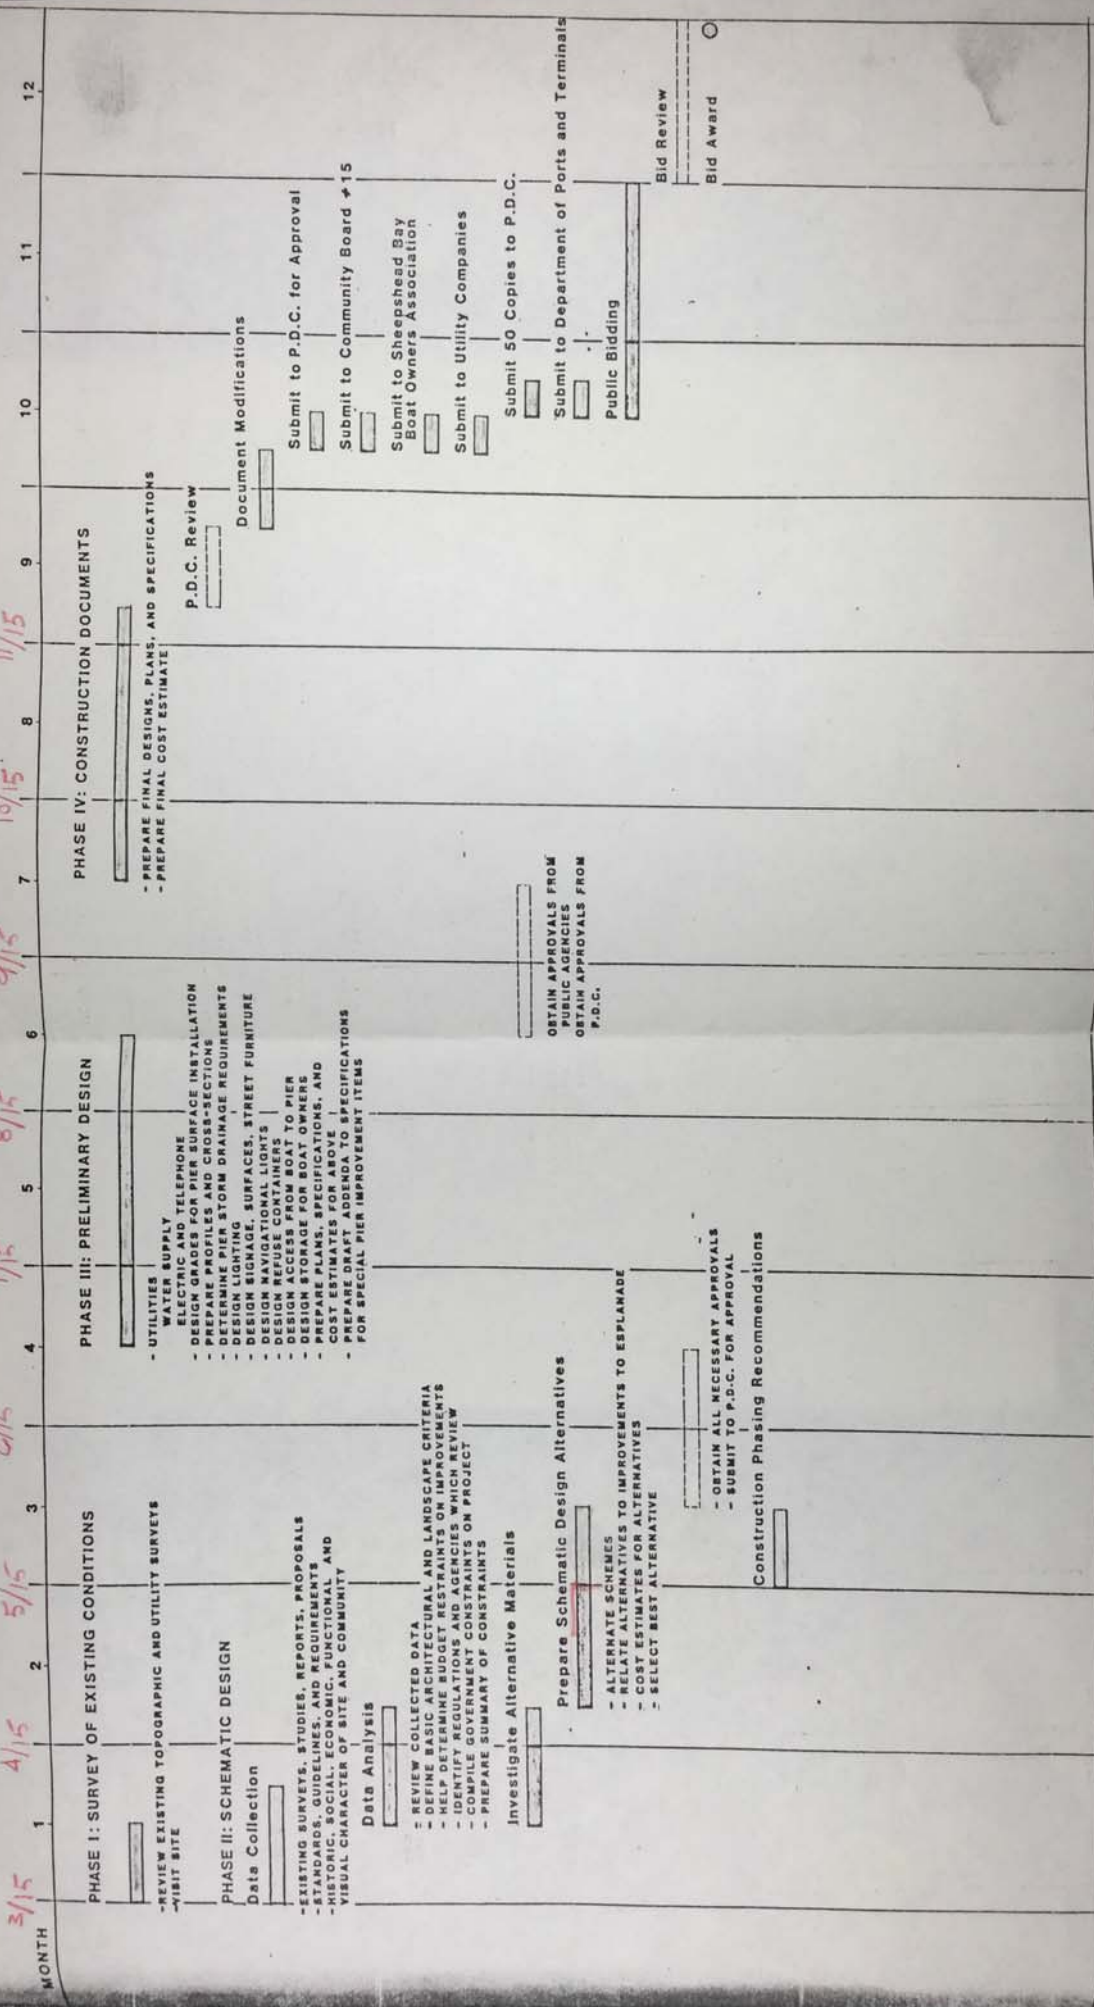 3/15 4/15 5/15 6/15 7/15 8/15 9/15 10/15 11/15
MONTH 1 2 3 4 5 6 7 8 9 10 11 12
PHASE I: SURVEY OF EXISTING CONDITIONS
-REVIEW EXISTING TOPOGRAPHIC AND UTILITY SURVEYS
-VISIT SITE
PHASE II: SCHEMATIC DESIGN
Data Collection
-EXISTING SURVEYS, STUDIES, REPORTS, PROPOSALS
-STANDARDS, GUIDELINES, AND REQUIREMENTS
-HISTORIC, SOCIAL, ECONOMIC, FUNCTIONAL AND
VISUAL CHARACTER OF SITE AND COMMUNITY
Data Analysis
- REVIEW COLLECTED DATA
- DEFINE BASIC ARCHITECTURAL AND LANDSCAPE CRITERIA
- HELP DETERMINE BUDGET RESTRAINTS ON IMPROVEMENTS
- IDENTIFY REGULATIONS AND AGENCIES WHICH REVIEW
- COMPILE GOVERNMENT CONSTRAINTS ON PROJECT
- PREPARE SUMMARY OF CONSTRAINTS
Investigate Alternative Materials
Prepare Schematic Design Alternatives
- ALTERNATE SCHEMES
- RELATE ALTERNATIVES TO IMPROVEMENTS TO ESPLANADE
- COST ESTIMATES FOR ALTERNATIVES
- SELECT BEST ALTERNATIVE
- OBTAIN ALL NECESSARY APPROVALS
- SUBMIT TO P.D.C. FOR APPROVAL
Construction Phasing Recommendations
PHASE III: PRELIMINARY DESIGN
- UTILITIES
WATER SUPPLY
ELECTRIC AND TELEPHONE
- DESIGN GRADES FOR PIER SURFACE INSTALLATION
- PREPARE PROFILES AND CROSS-SECTIONS
- DETERMINE PIER STORM DRAINAGE REQUIREMENTS
- DESIGN LIGHTING
- DESIGN SIGNAGE, SURFACES, STREET FURNITURE
- DESIGN NAVIGATIONAL LIGHTS
- DESIGN REFUSE CONTAINERS
- DESIGN ACCESS FROM BOAT TO PIER
- DESIGN STORAGE FOR BOAT OWNERS
- PREPARE PLANS, SPECIFICATIONS, AND
COST ESTIMATES FOR ABOVE
- PREPARE DRAFT ADDENDA TO SPECIFICATIONS
FOR SPECIAL PIER IMPROVEMENT ITEMS
OBTAIN APPROVALS FROM
PUBLIC AGENCIES
OBTAIN APPROVALS FROM
P.D.C.
PHASE IV: CONSTRUCTION DOCUMENTS
- PREPARE FINAL DESIGNS, PLANS, AND SPECIFICATIONS
- PREPARE FINAL COST ESTIMATE
P.D.C. Review
Document Modifications
Submit to P.D.C. for Approval
Submit to Community Board #15
Submit to Sheepshead Bay
Boat Owners Association
Submit to Utility Companies
Submit 50 Copies to P.D.C.
Submit to Department of Ports and Terminals
Public Bidding
Bid Review
Bid Award